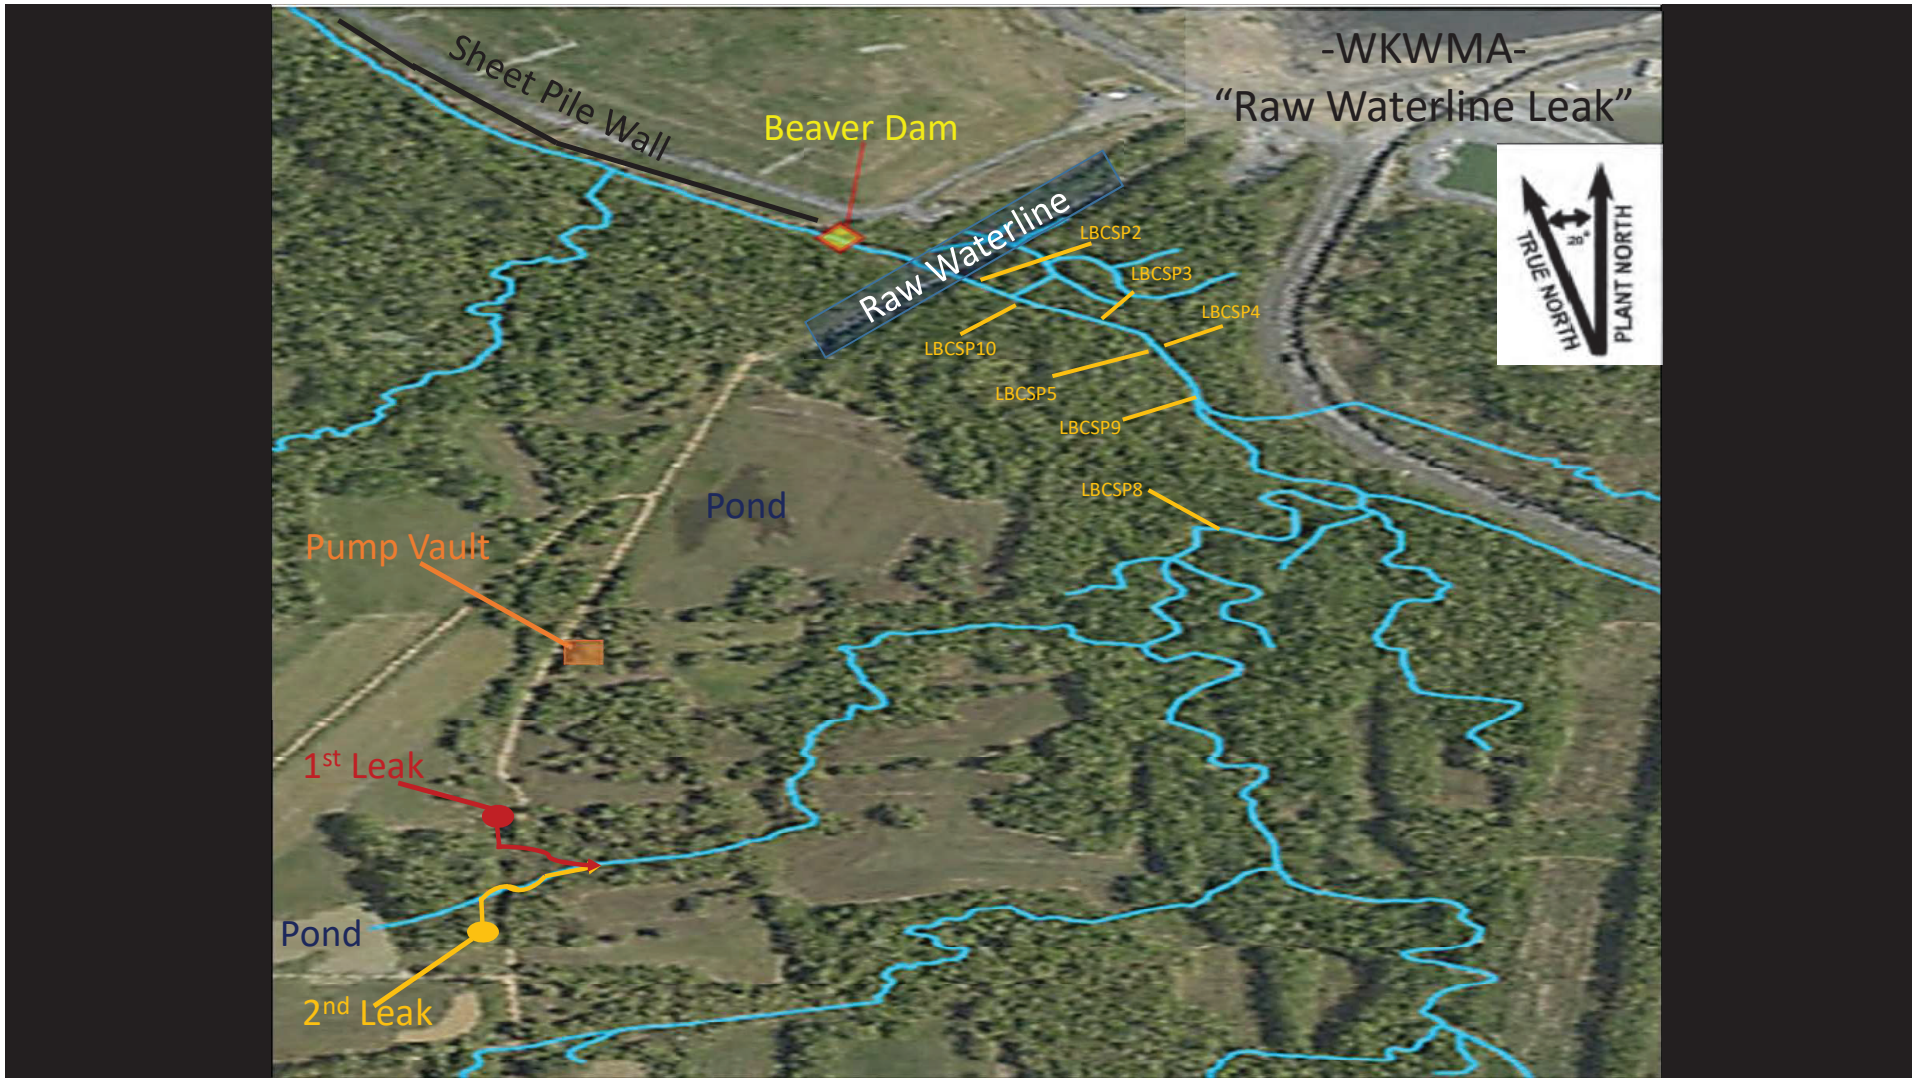 -WKWMA-
“Raw Waterline Leak”
Sheet Pile Wall
Beaver Dam
Raw Waterline
LBCSP2
LBCSP3
LBCSP4
LBCSP10
LBCSP5
LBCSP9
LBCSP8
TRUE NORTH
20°
PLANT NORTH
Pond
Pump Vault
1st Leak
Pond
2nd Leak